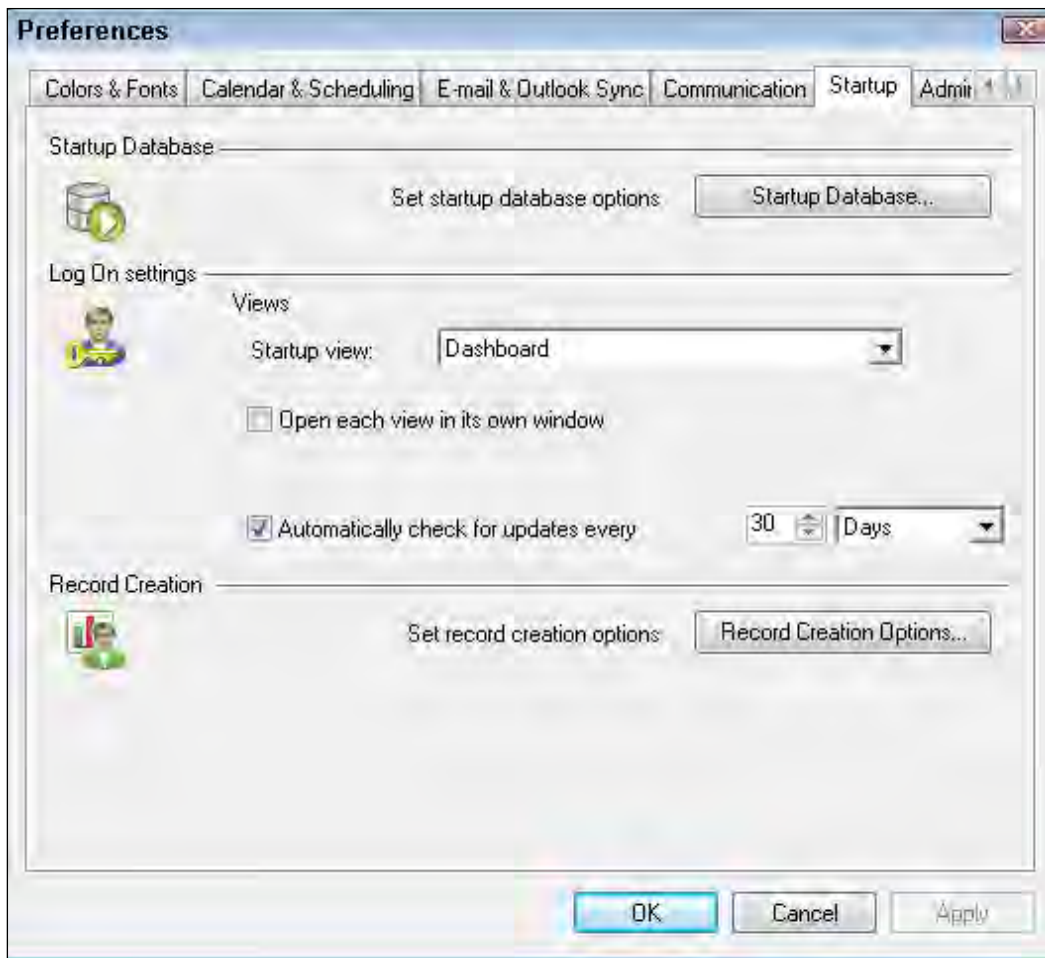 Preferences
Colors & Fonts Calendar & Scheduling E-mail & Outlook Sync Communication Startup Admin
Startup Database
Set startup database options Startup Database...
Log On settings
Views
Startup view: Dashboard
Open each view in its own window
Automatically check for updates every 30 Days
Record Creation
Set record creation options Record Creation Options...
OK Cancel Apply